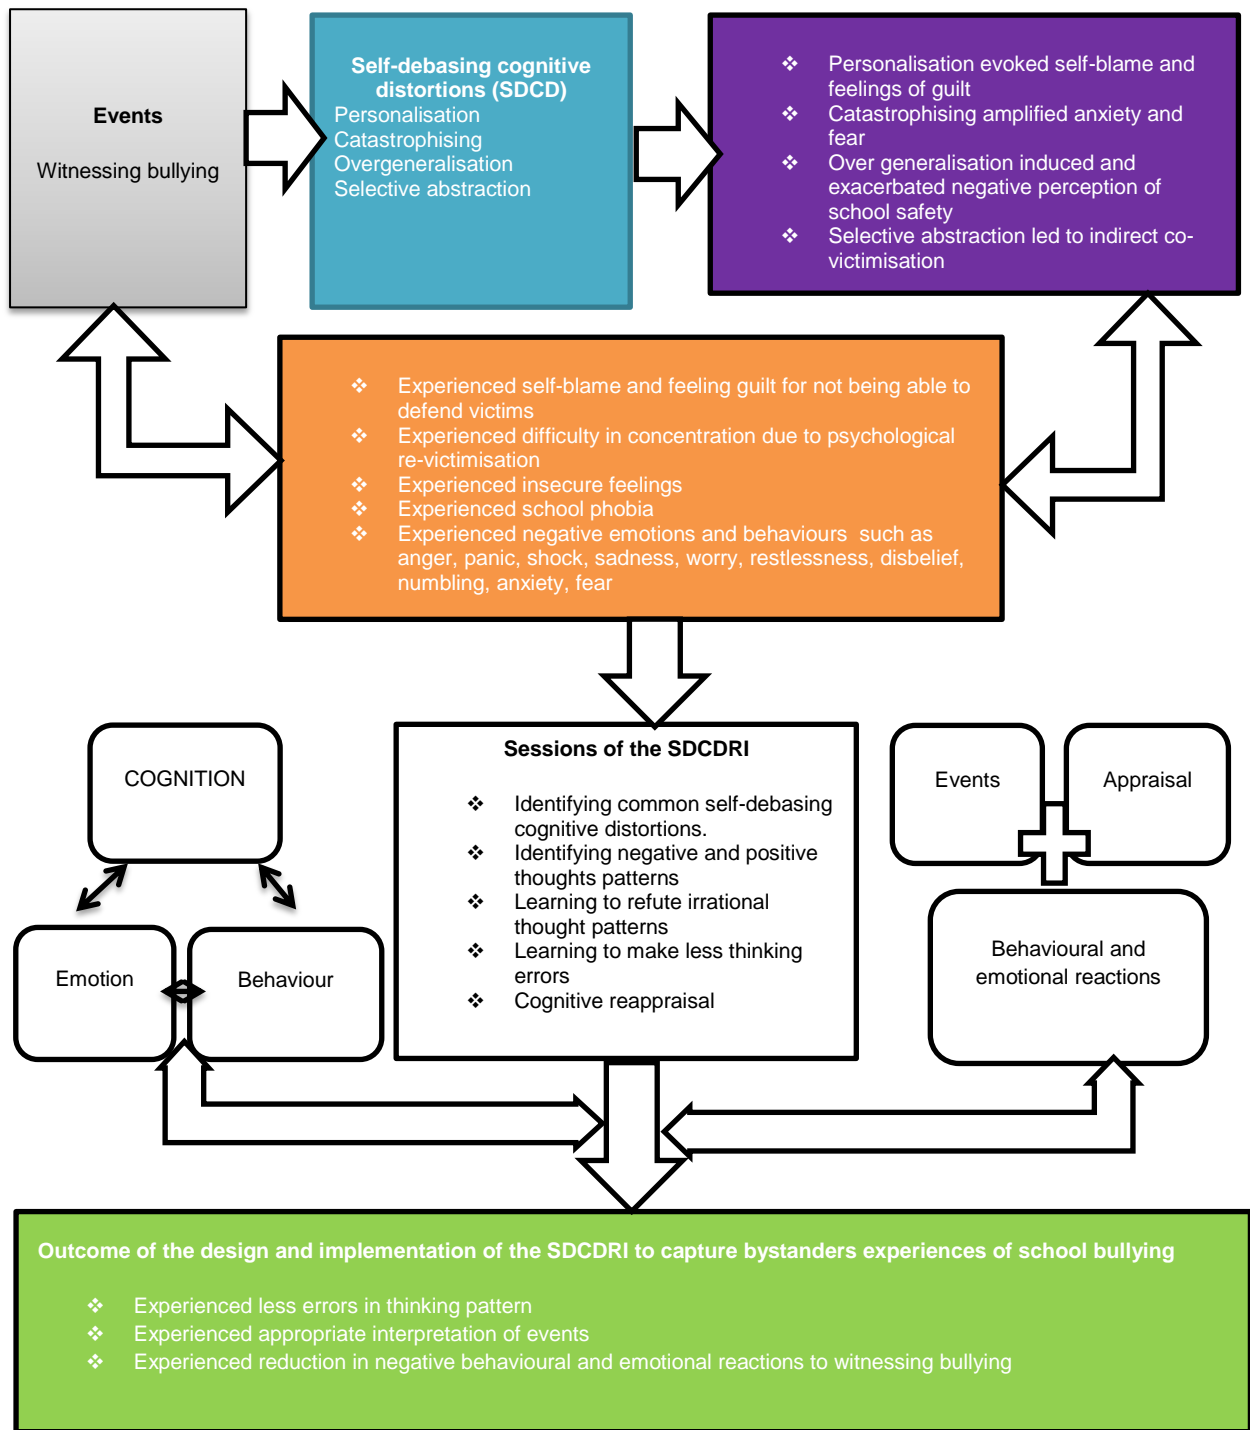 Events
Witnessing bullying
Self-debasing cognitive
distortions (SDCD)
Personalisation
Catastrophising
Overgeneralisation
Selective abstraction
❖ Personalisation evoked self-blame and
feelings of guilt
❖ Catastrophising amplified anxiety and
fear
❖ Over generalisation induced and
exacerbated negative perception of
school safety
❖ Selective abstraction led to indirect co-
victimisation
❖ Experienced self-blame and feeling guilt for not being able to
defend victims
❖ Experienced difficulty in concentration due to psychological
re-victimisation
❖ Experienced insecure feelings
❖ Experienced school phobia
❖ Experienced negative emotions and behaviours such as
anger, panic, shock, sadness, worry, restlessness, disbelief,
numbling, anxiety, fear
COGNITION
Emotion
Behaviour
Sessions of the SDCDRI
❖ Identifying common self-debasing
cognitive distortions.
❖ Identifying negative and positive
thoughts patterns
❖ Learning to refute irrational
thought patterns
❖ Learning to make less thinking
errors
❖ Cognitive reappraisal
Events
Appraisal
Behavioural and
emotional reactions
Outcome of the design and implementation of the SDCDRI to capture bystanders experiences of school bullying
❖ Experienced less errors in thinking pattern
❖ Experienced appropriate interpretation of events
❖ Experienced reduction in negative behavioural and emotional reactions to witnessing bullying